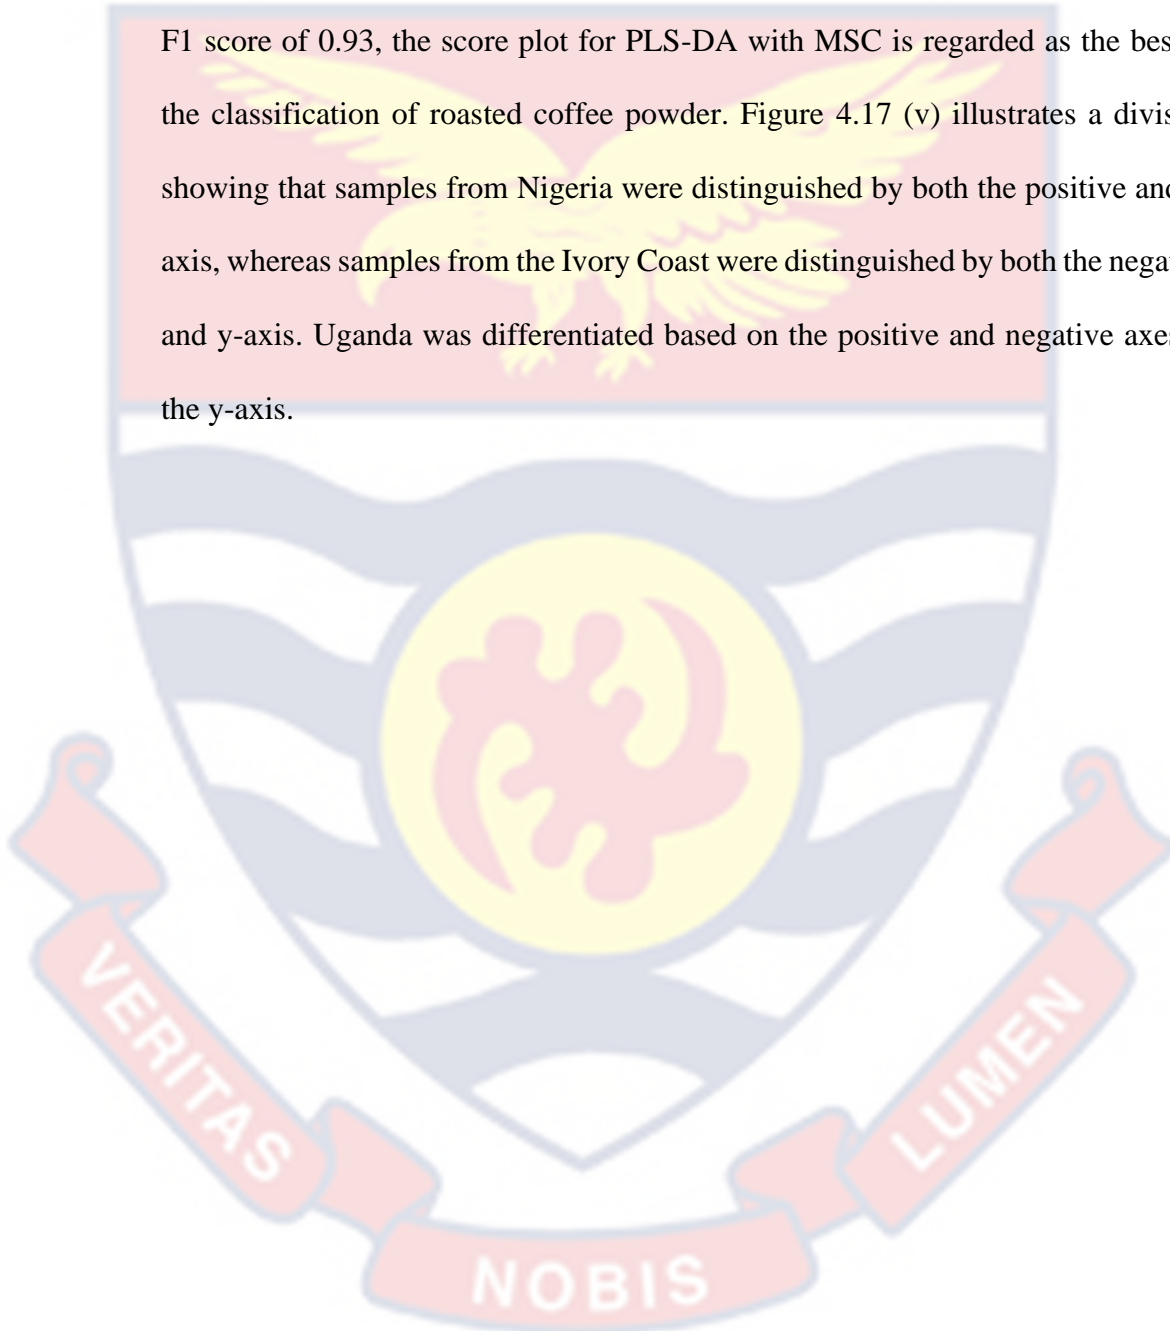 F1 score of 0.93, the score plot for PLS-DA with MSC is regarded as the bes
the classification of roasted coffee powder. Figure 4.17 (v) illustrates a divis
showing that samples from Nigeria were distinguished by both the positive and
axis, whereas samples from the Ivory Coast were distinguished by both the nega
and y-axis. Uganda was differentiated based on the positive and negative axes
the y-axis.
VERITAS
NOBIS
LUMEN